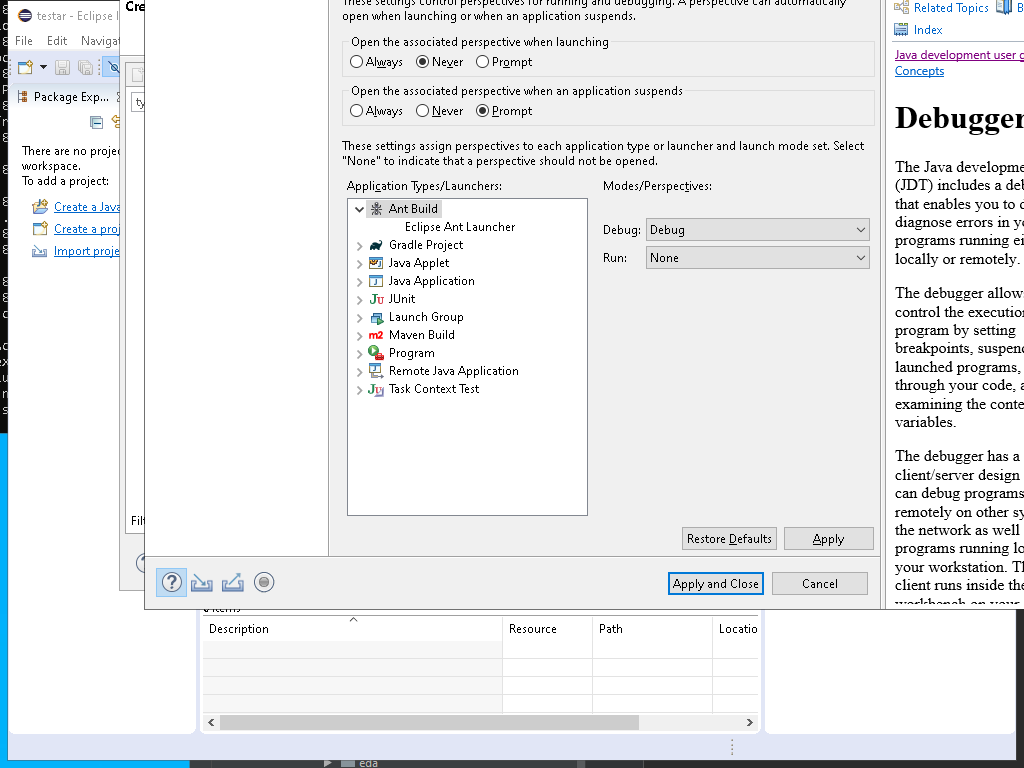 testar - Eclipse I
Cre
File Edit Navigat
Package Exp...
ty
There are no proje
workspace.
To add a project:
Create a Java
Create a proj
Import proje
Filt
These settings control perspectives for running and debugging. A perspective can automatically
open when launching or when an application suspends.
Open the associated perspective when launching
Always Never Prompt
Open the associated perspective when an application suspends
Always Never Prompt
These settings assign perspectives to each application type or launcher and launch mode set. Select
"None" to indicate that a perspective should not be opened.
Application Types/Launchers:
Ant Build
Eclipse Ant Launcher
Gradle Project
Java Applet
Java Application
JUnit
Launch Group
Maven Build
Program
Remote Java Application
Task Context Test
Modes/Perspectives:
Debug: Debug
Run: None
Restore Defaults Apply
Apply and Close Cancel
Related Topics B
Index
Java development user g
Concepts
Debugger
The Java developme
(JDT) includes a deb
that enables you to d
diagnose errors in yo
programs running eit
locally or remotely.
The debugger allows
control the execution
program by setting
breakpoints, suspend
launched programs,
through your code, a
examining the conte
variables.
The debugger has a
client/server design
can debug programs
remotely on other sy
the network as well
programs running lo
your workstation. Th
client runs inside the
workbench on your
0 items
Description Resource Path Locatio
eda